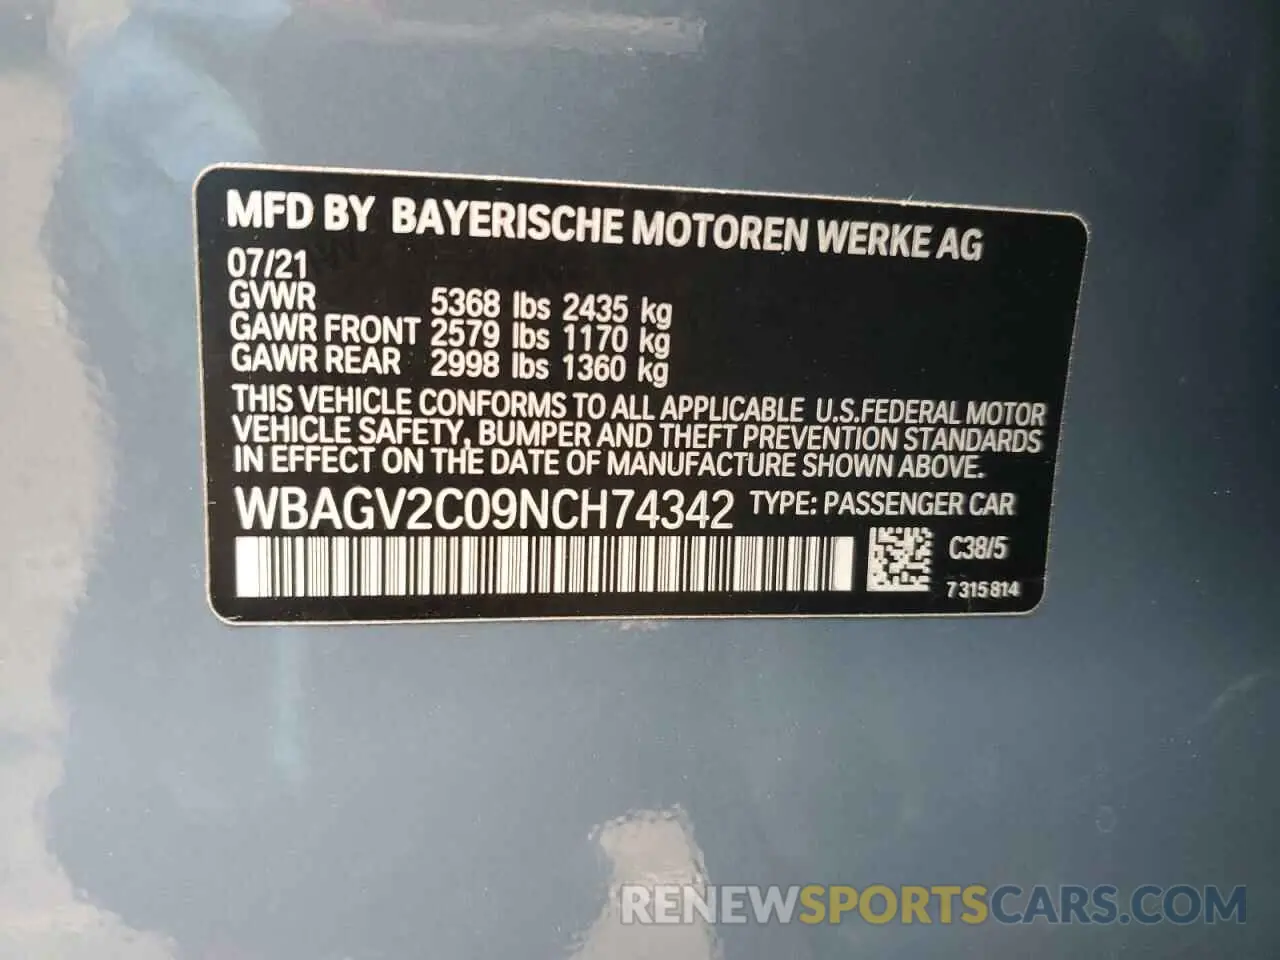 MFD BY BAYERISCHE MOTOREN WERKE AG
07/21
GVWR 5368 lbs 2435 kg
GAWR FRONT 2579 lbs 1170 kg
GAWR REAR 2998 lbs 1360 kg
THIS VEHICLE CONFORMS TO ALL APPLICABLE U.S.FEDERAL MOTOR
VEHICLE SAFETY, BUMPER AND THEFT PREVENTION STANDARDS
IN EFFECT ON THE DATE OF MANUFACTURE SHOWN ABOVE.
WBAGV2C09NCH74342 TYPE: PASSENGER CAR
C38/5
7 315 814
RENEWSPORTSCARS.COM